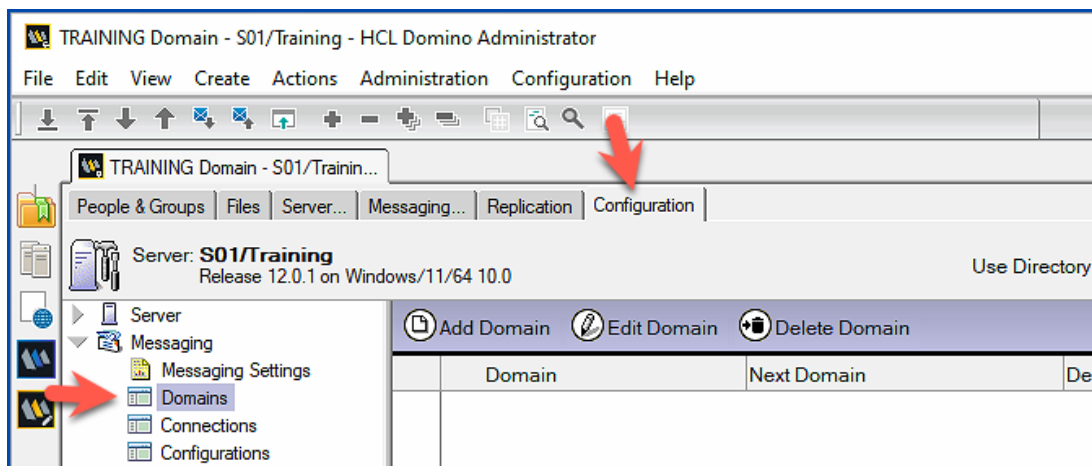 TRAINING Domain - S01/Training - HCL Domino Administrator
File Edit View Create Actions Administration Configuration Help
TRAINING Domain - S01/Trainin...
People & Groups Files Server... Messaging... Replication Configuration
Server: S01/Training
Release 12.0.1 on Windows/11/64 10.0
Use Directory
Server
Messaging
Messaging Settings
Domains
Connections
Configurations
Add Domain Edit Domain Delete Domain
Domain Next Domain De